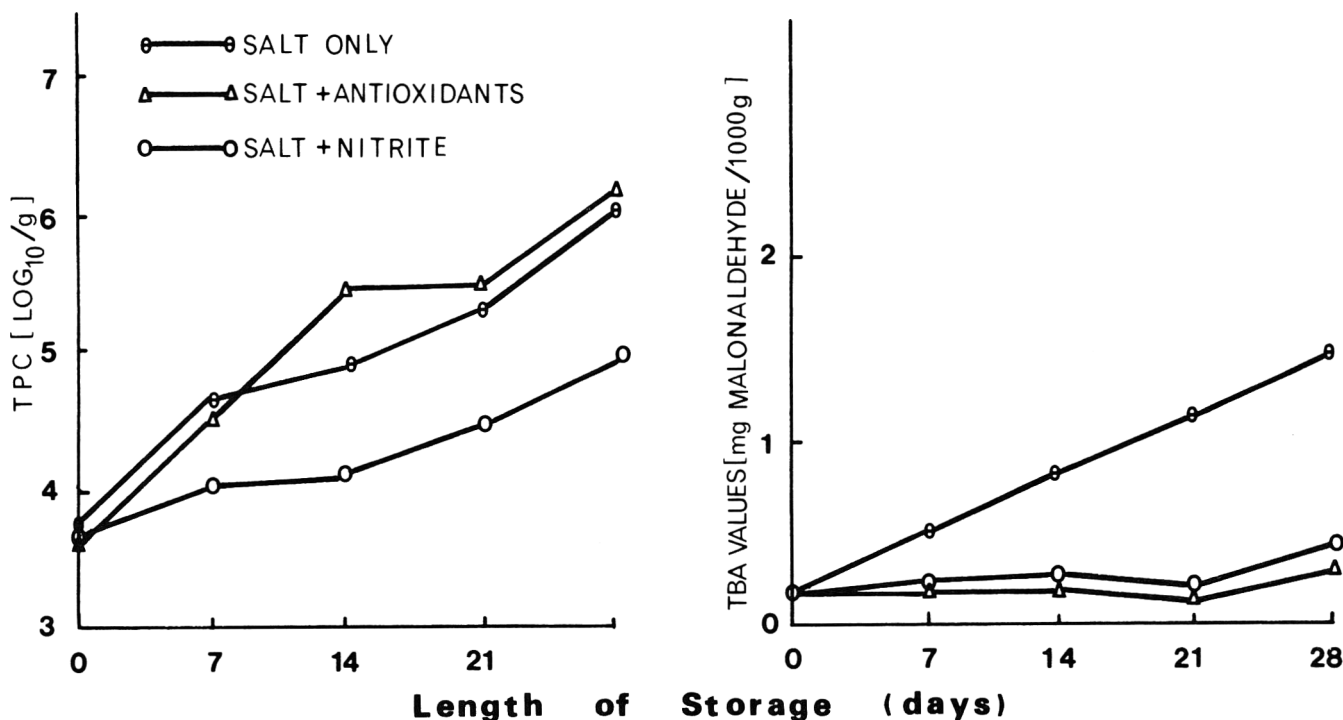 SALT ONLY
SALT + ANTIOXIDANTS
SALT + NITRITE
TPC [ LOG10/g]
7
6
5
4
3
0 7 14 21
TBA VALUES [mg MALONALDEHYDE /1000g ]
2
1
0
0 7 14 21 28
Length of Storage (days)